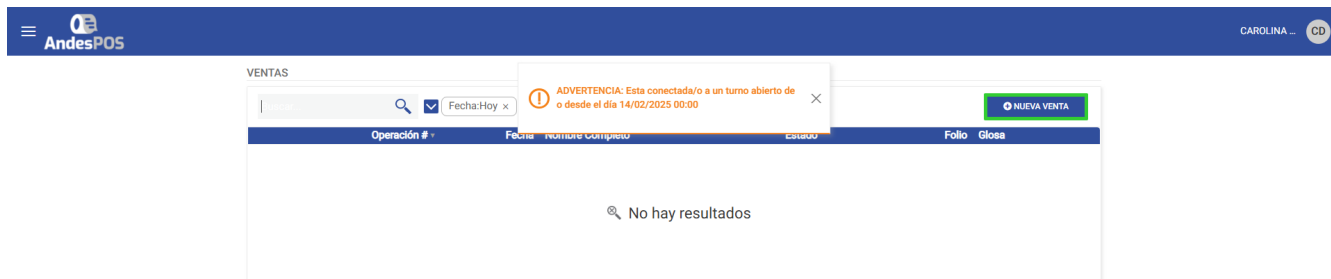 AndesPOS
CAROLINA ... CD
VENTAS
ADVERTENCIA: Esta conectada/o a un turno abierto de
o desde el día 14/02/2025 00:00
Buscar
Fecha:Hoy ×
NUEVA VENTA
Operación # Fecha Nombre Completo Estado Folio Glosa
No hay resultados